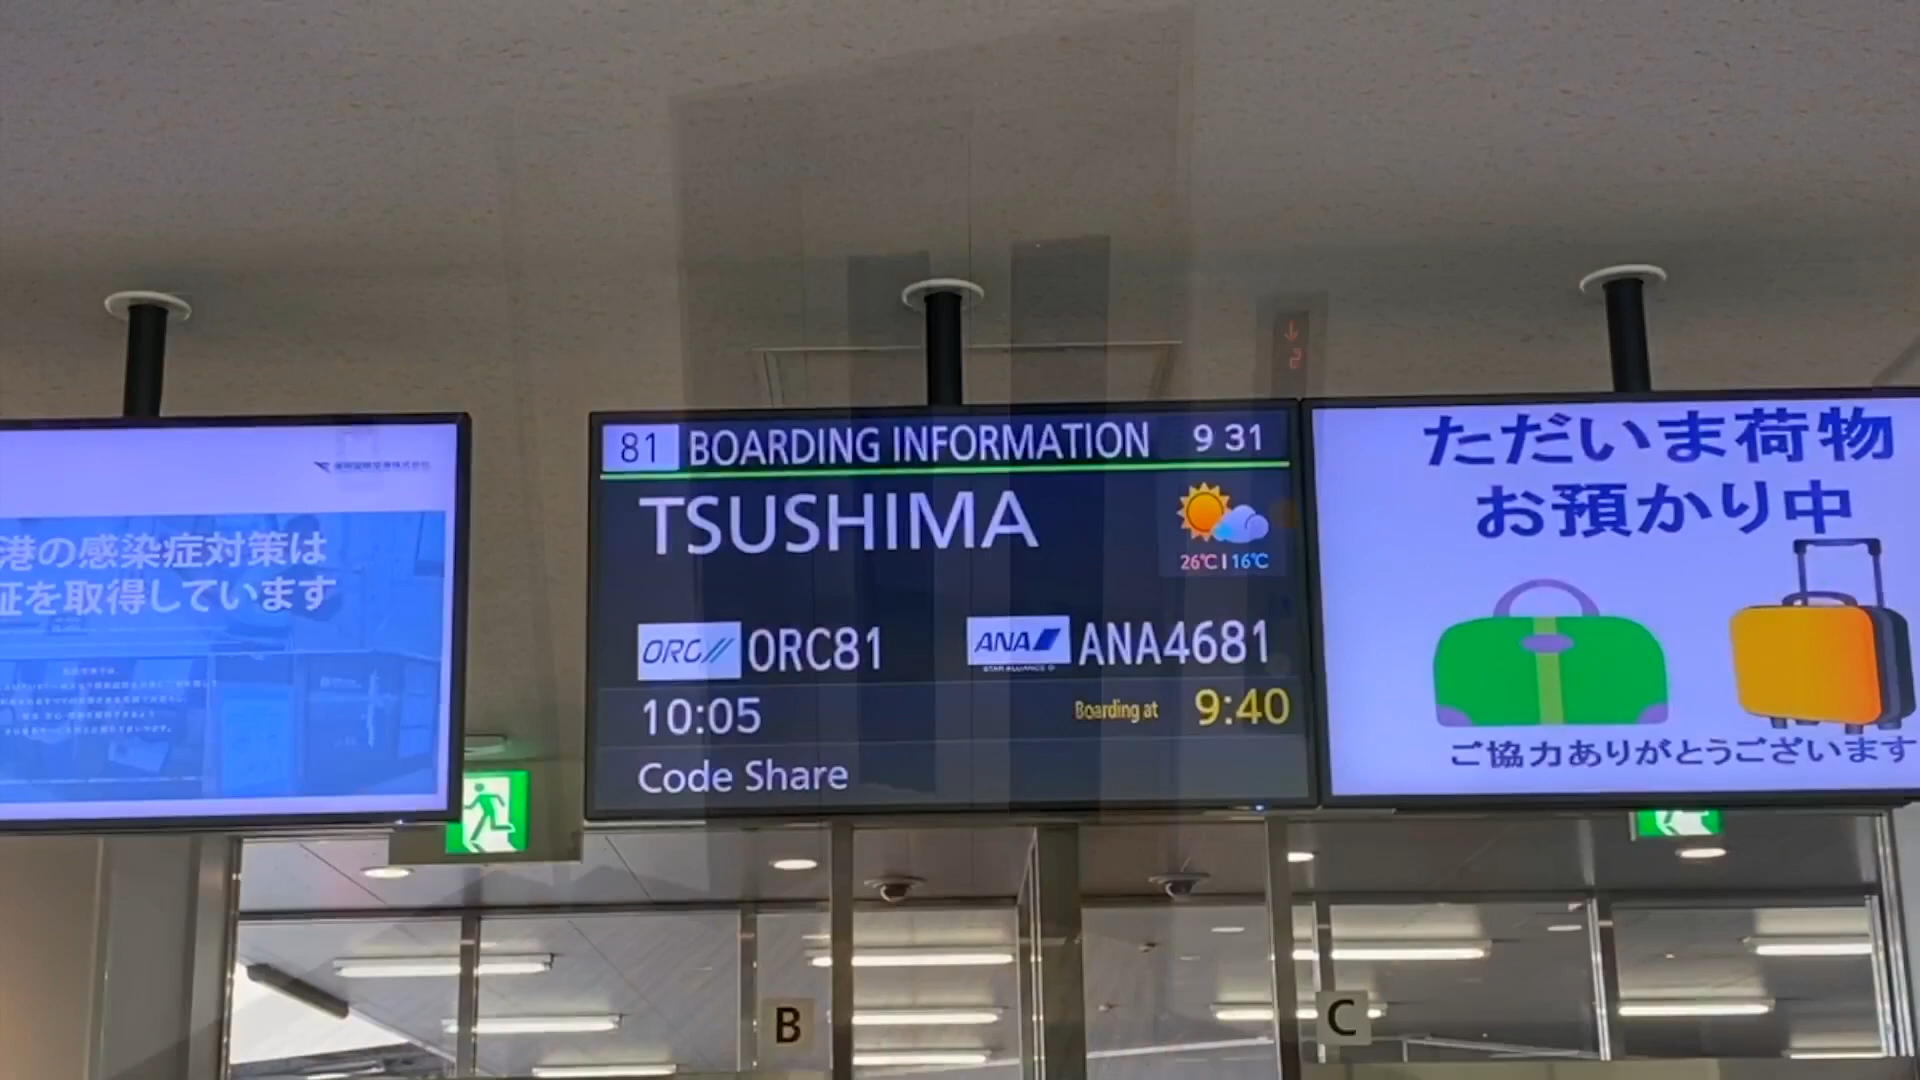 港の感染症対策は
証を取得しています
81 BOARDING INFORMATION 9 31
TSUSHIMA
26℃ | 16℃
ORC ORC81 ANA ANA4681
STAR ALLIANCE
10:05 Boarding at 9:40
Code Share
ただいま荷物
お預かり中
ご協力ありがとうございます
↓
2
B
C